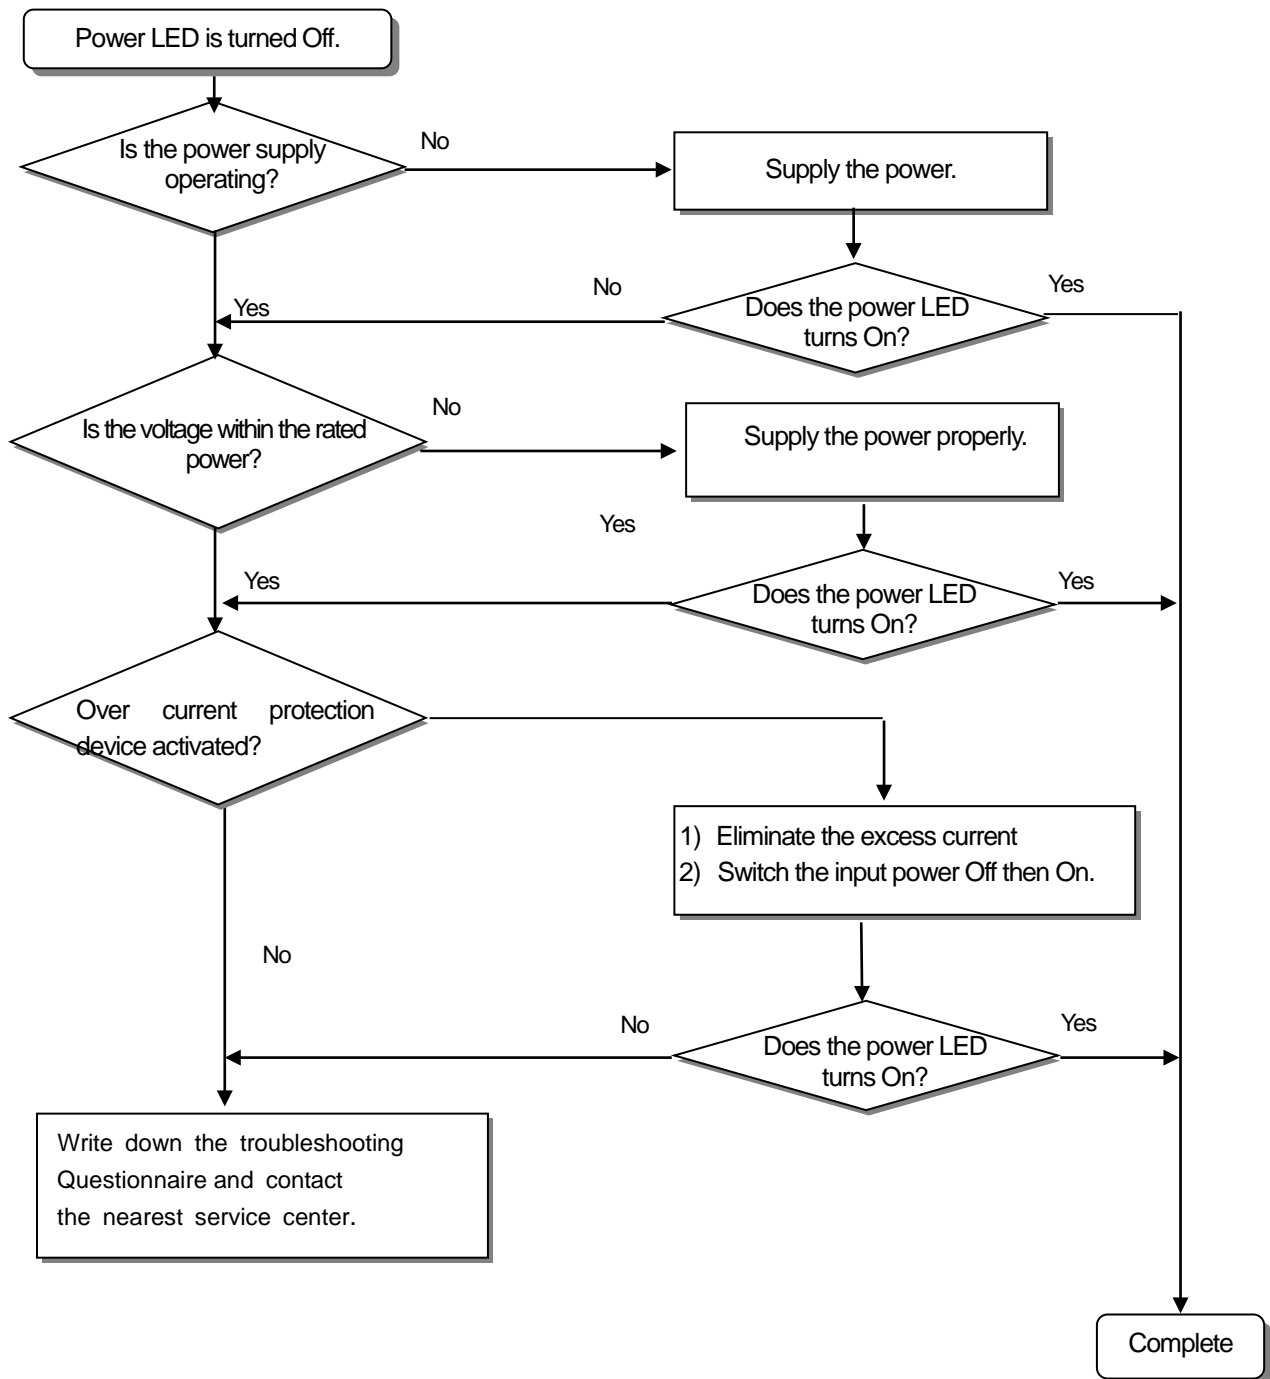 Power LED is turned Off.
Is the power supply
operating?
No
Supply the power.
Yes
No
Does the power LED
turns On?
Yes
Is the voltage within the rated
power?
No
Supply the power properly.
Yes
Yes
Does the power LED
turns On?
Yes
Over current protection
device activated?
1) Eliminate the excess current
2) Switch the input power Off then On.
No
No
Does the power LED
turns On?
Yes
Write down the troubleshooting
Questionnaire and contact
the nearest service center.
Complete